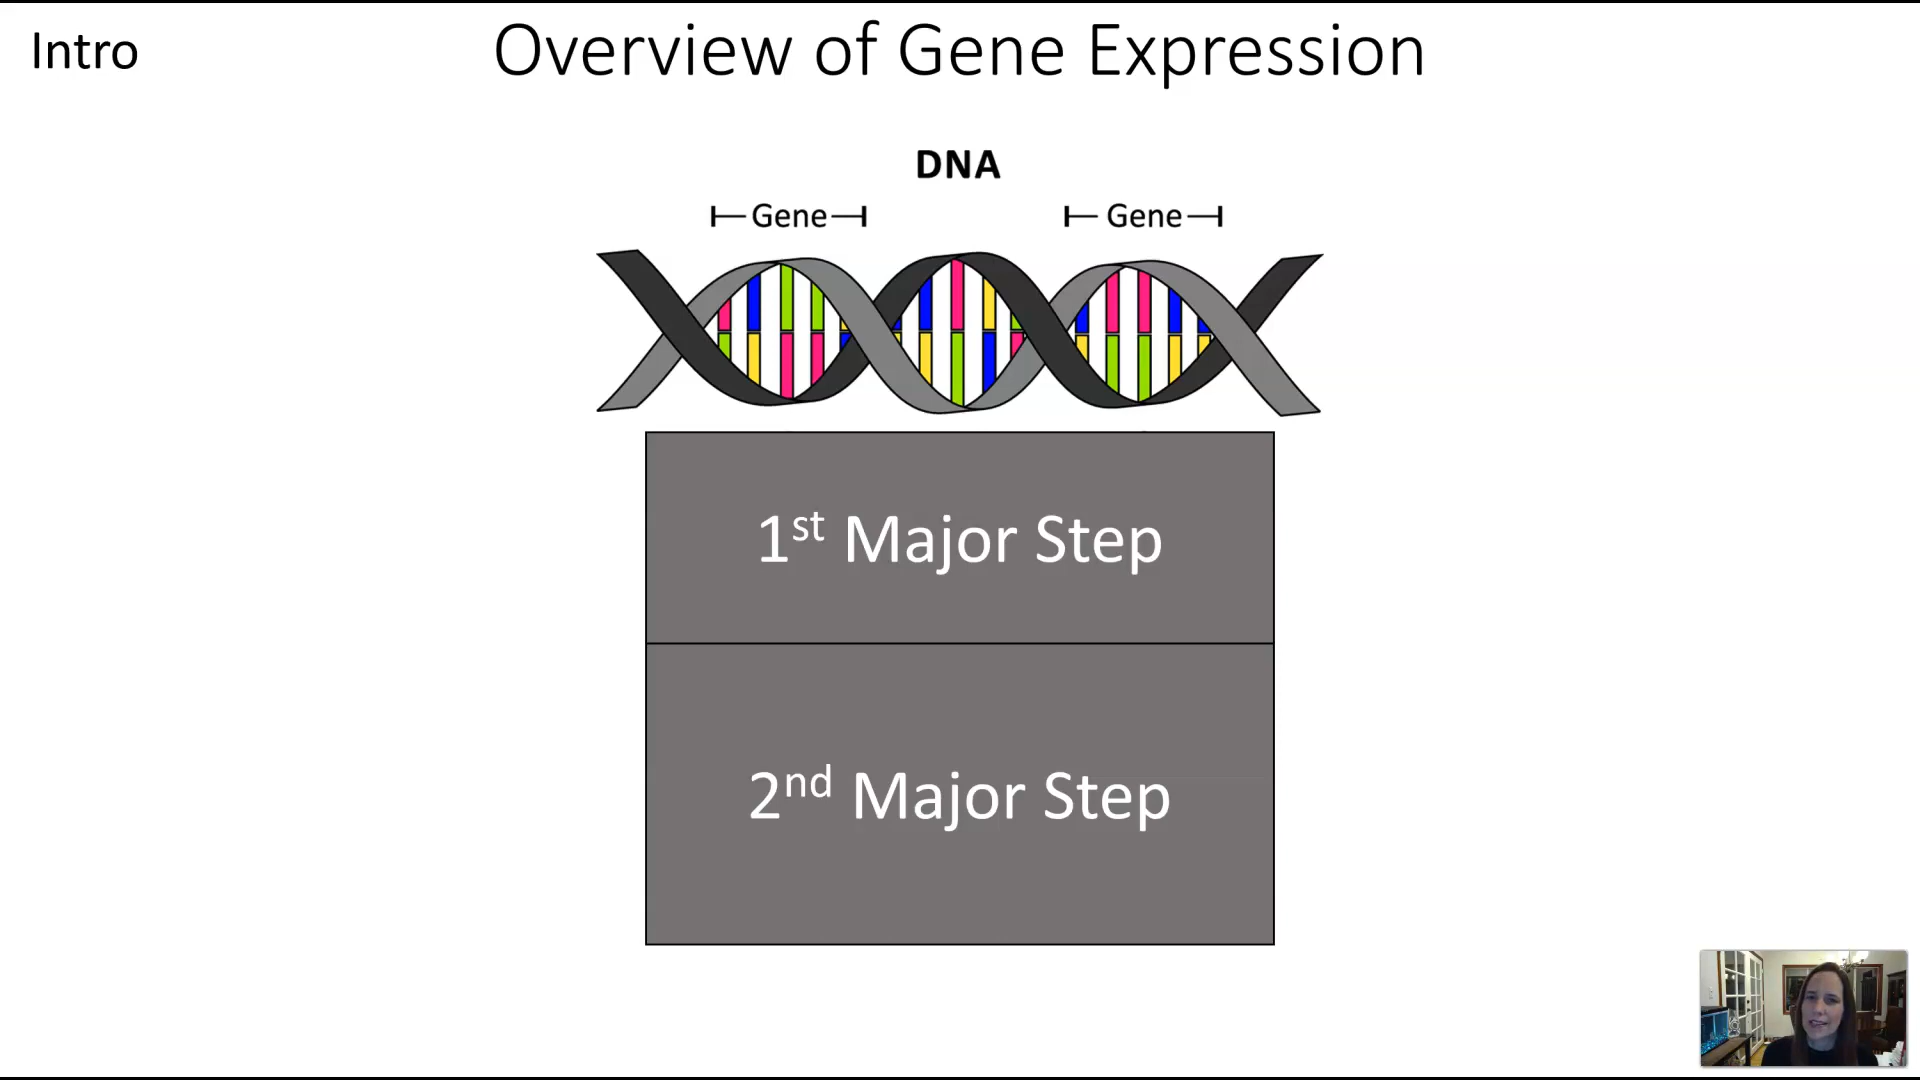 Intro
Overview of Gene Expression
DNA
Gene Gene
1st Major Step
2nd Major Step